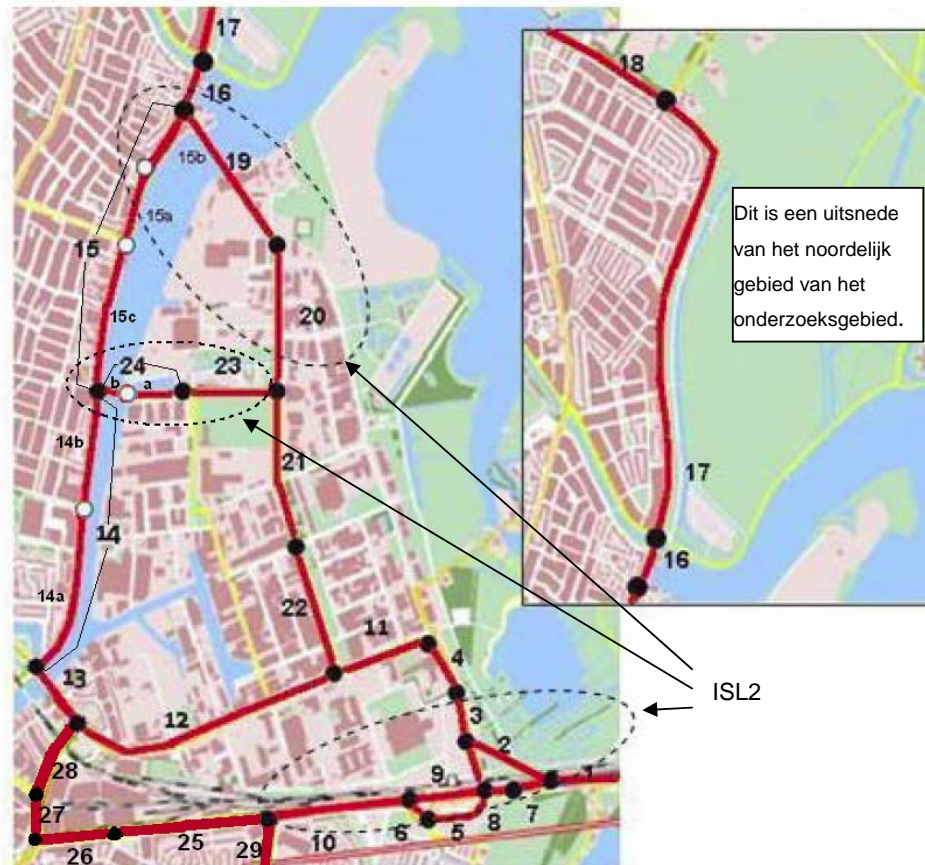 17
16
15b
19
15a
15
20
15c
24
23
b
a
14b
21
14
14a
22
11
4
13
12
3
2
28
9
1
27
7
8
6
5
25
10
26
29
18
Dit is een uitsnede
van het noordelijk
gebied van het
onderzoeksgebied.
17
16
ISL2